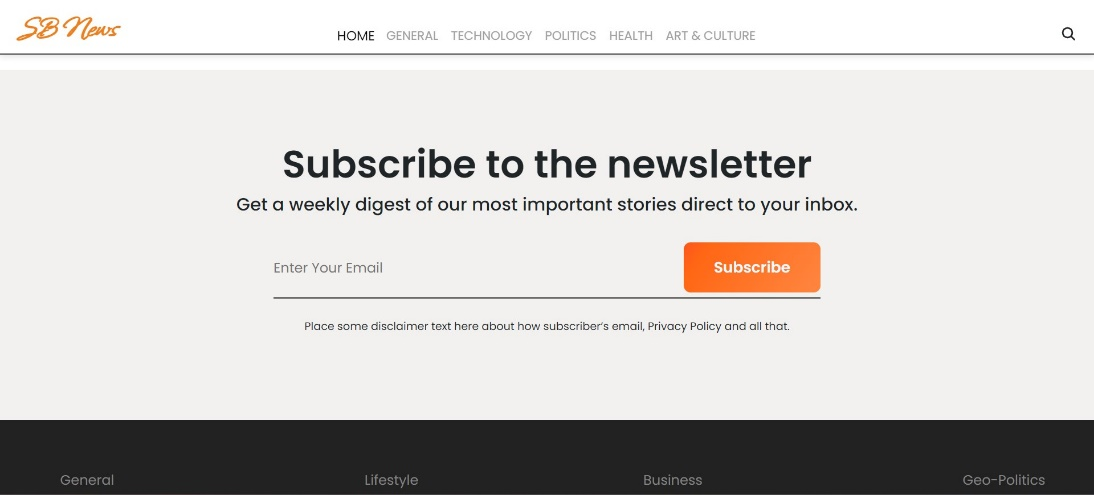 SB News
HOME GENERAL TECHNOLOGY POLITICS HEALTH ART & CULTURE
Subscribe to the newsletter
Get a weekly digest of our most important stories direct to your inbox.
Enter Your Email
Subscribe
Place some disclaimer text here about how subscriber's email, Privacy Policy and all that.
General Lifestyle Business Geo-Politics